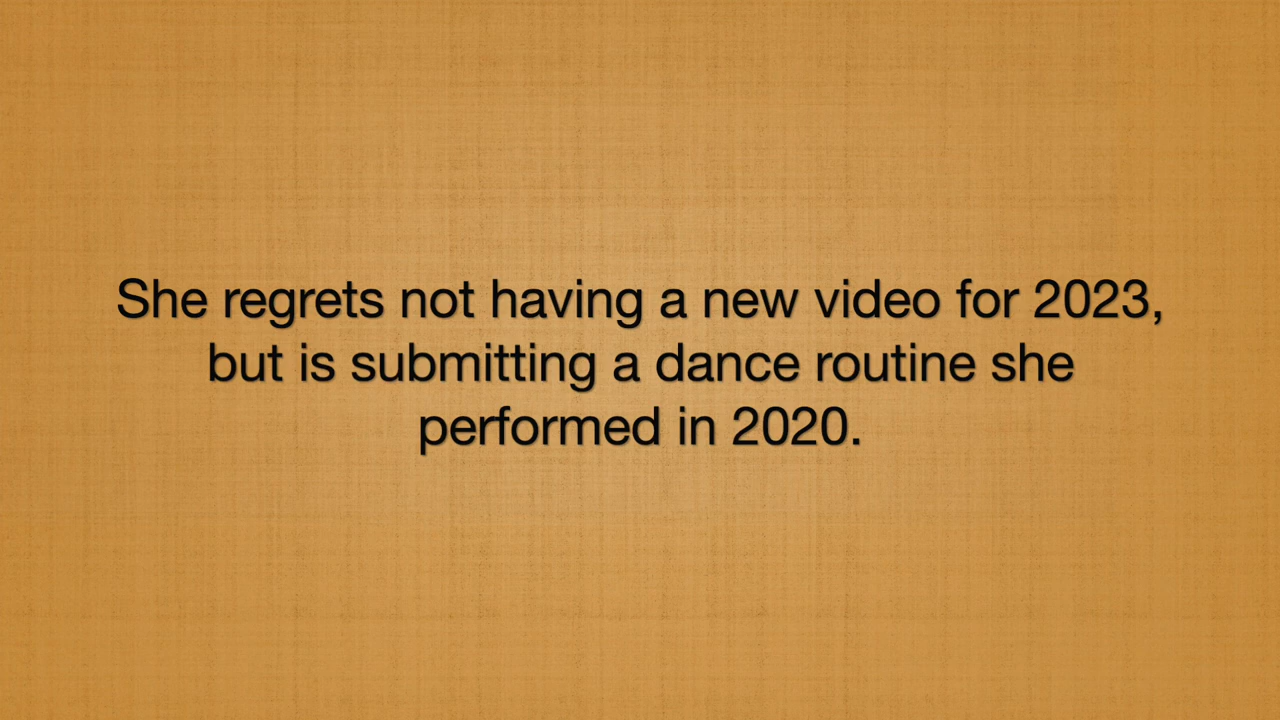 She regrets not having a new video for 2023,
but is submitting a dance routine she
performed in 2020.